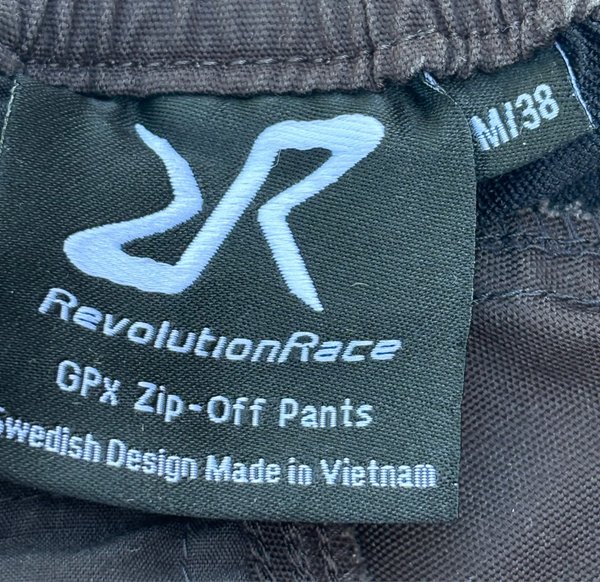 M/38
RevolutionRace
GPX Zip-Off Pants
Swedish Design Made in Vietnam